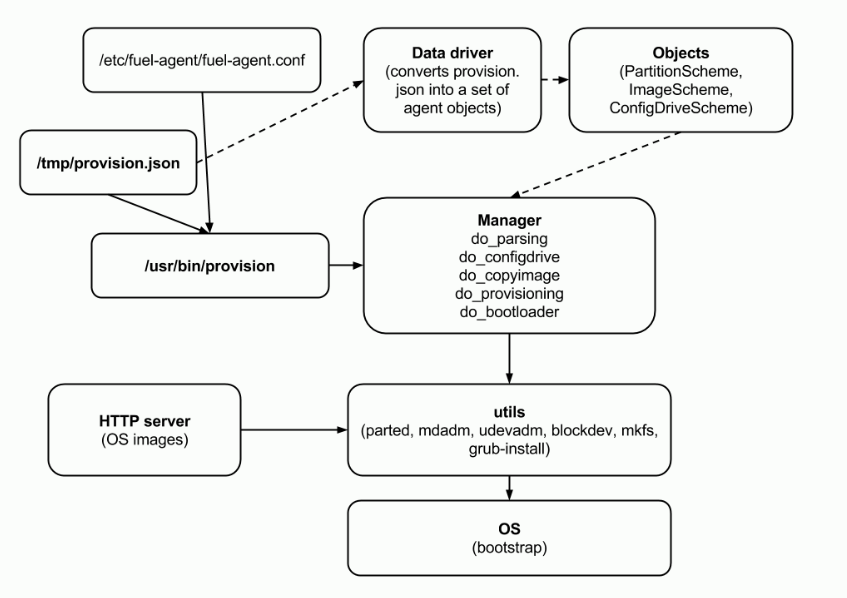 /etc/fuel-agent/fuel-agent.conf
Data driver
(converts provision.
json into a set of
agent objects)
Objects
(PartitionScheme,
ImageScheme,
ConfigDriveScheme)
/tmp/provision.json
/usr/bin/provision
Manager
do_parsing
do_configdrive
do_copyimage
do_provisioning
do_bootloader
HTTP server
(OS images)
utils
(parted, mdadm, udevadm, blockdev, mkfs,
grub-install)
OS
(bootstrap)